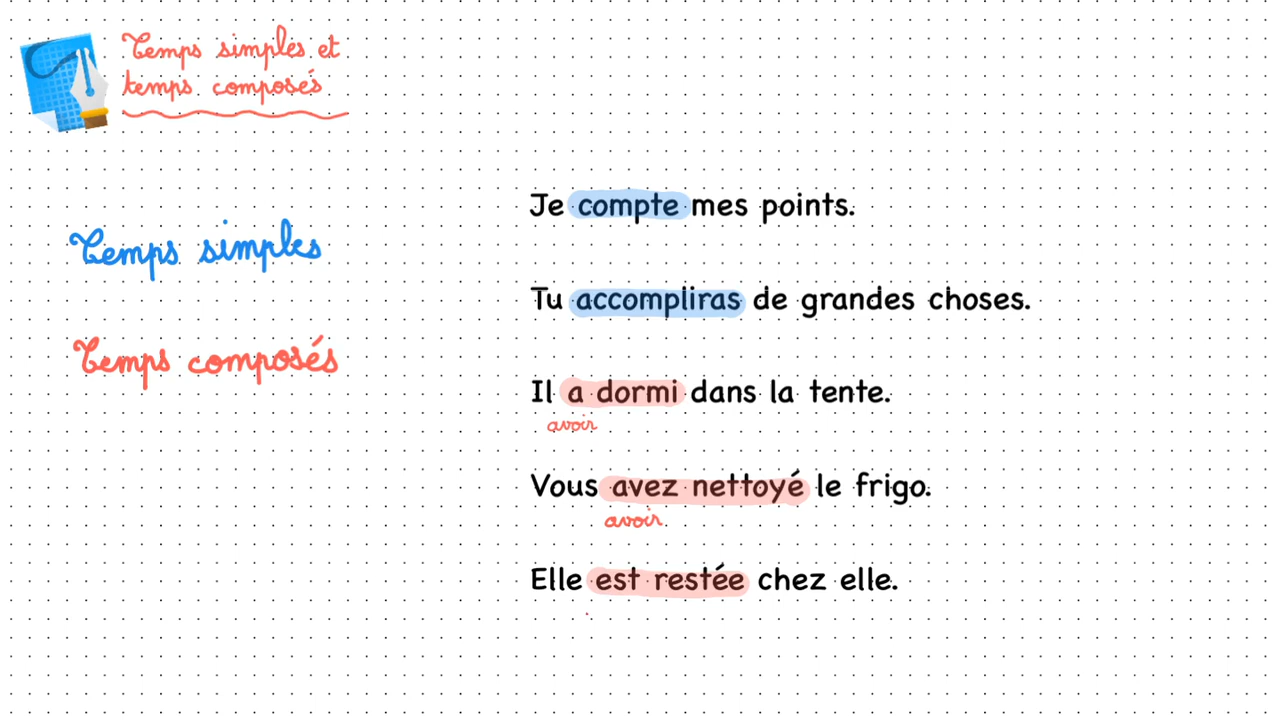 Temps simples et
temps composés
Temps simples
Temps composés
Je compte mes points.
Tu accompliras de grandes choses.
Il a dormi dans la tente.
avoir
Vous avez nettoyé le frigo.
avoir
Elle est restée chez elle.